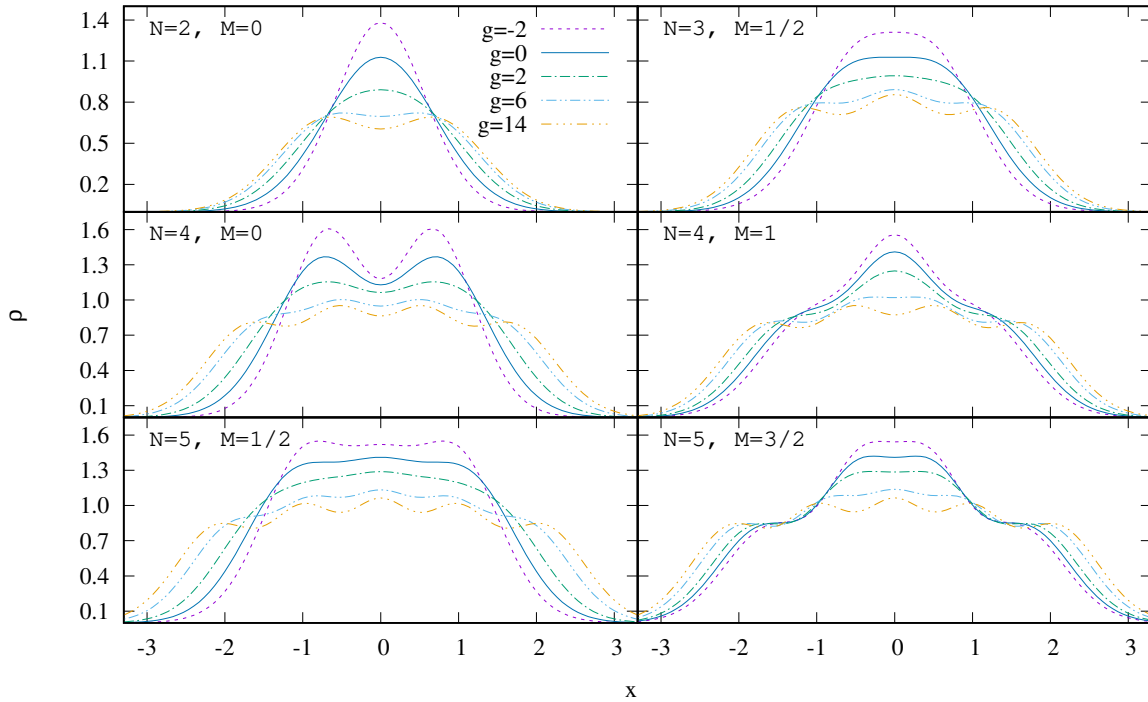 N=2, M=0
g=-2
g=0
g=2
g=6
g=14
1.4
1.1
0.8
0.5
0.2
N=3, M=1/2
N=4, M=0
1.6
1.3
1.0
0.7
0.4
0.1
N=4, M=1
N=5, M=1/2
1.6
1.3
1.0
0.7
0.4
0.1
N=5, M=3/2
ρ
-3 -2 -1 0 1 2 3
-3 -2 -1 0 1 2 3
x